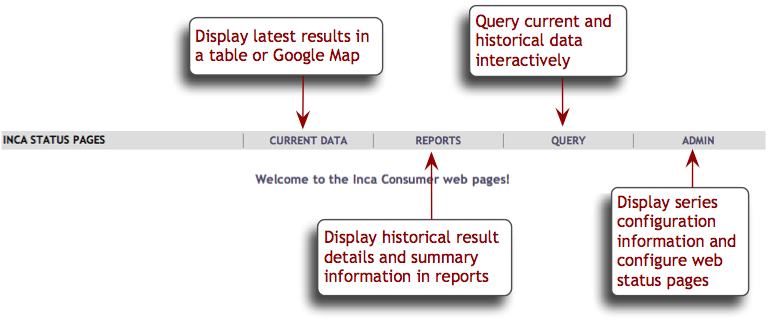 Display latest results in
a table or Google Map
Query current and
historical data
interactively
INCA STATUS PAGES CURRENT DATA REPORTS QUERY ADMIN
Welcome to the Inca Consumer web pages!
Display historical result
details and summary
information in reports
Display series
configuration
information and
configure web
status pages